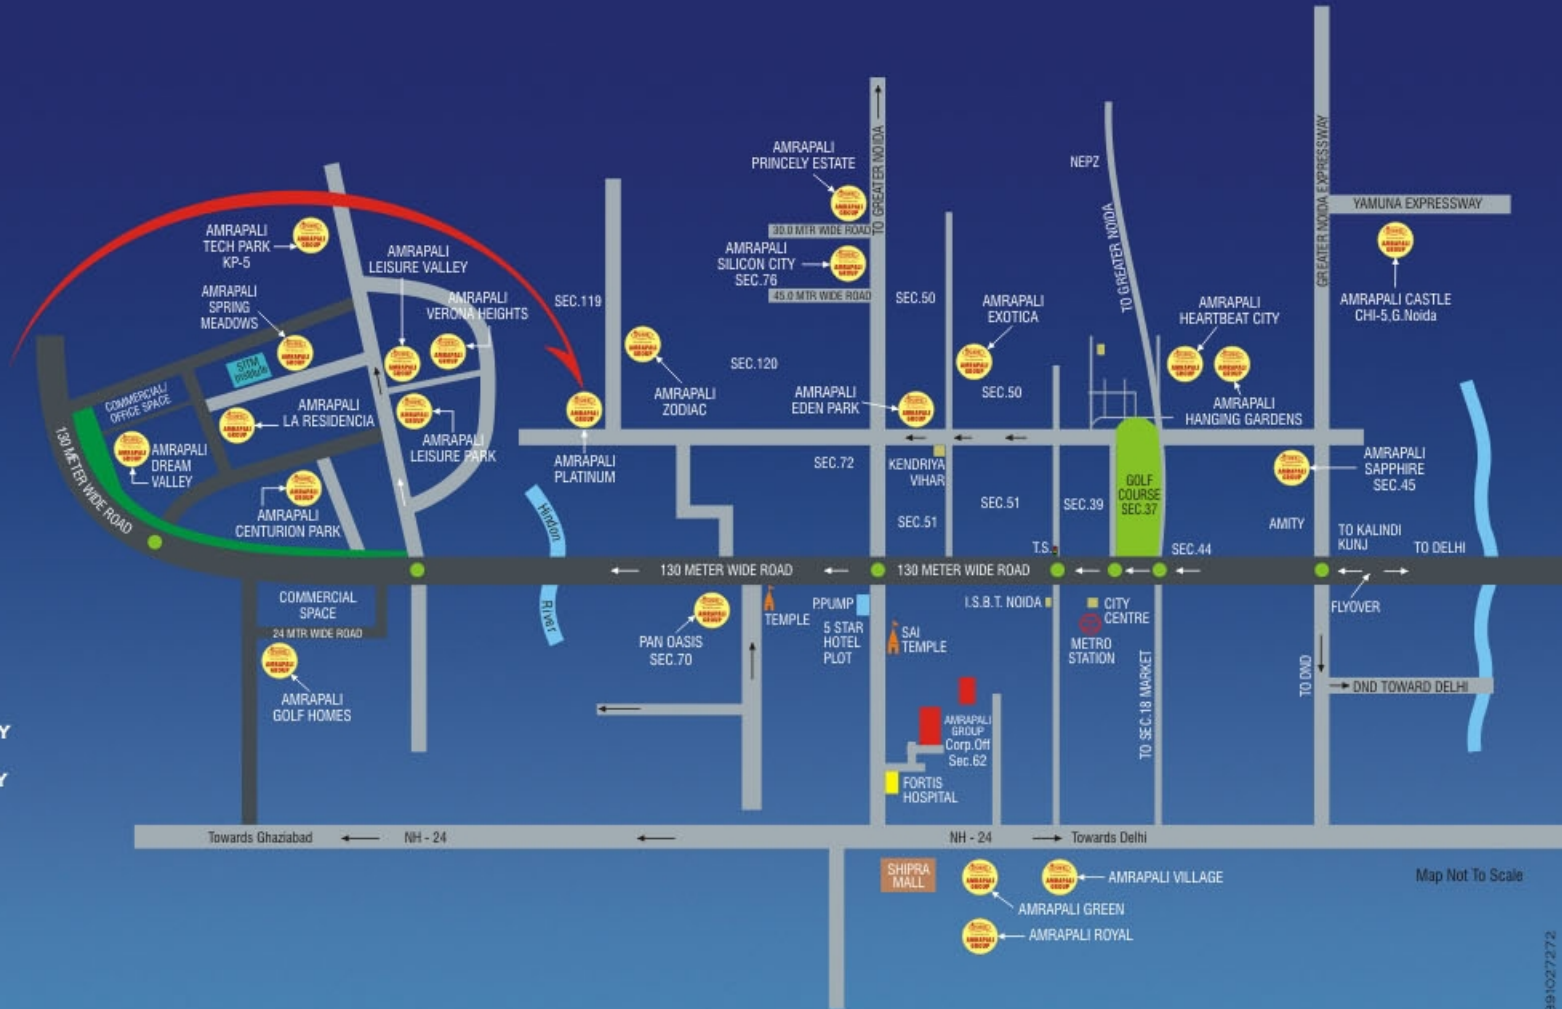 AMRAPALI
TECH PARK
KP-5
AMRAPALI
SPRING
MEADOWS
SITM
Institute
COMMERCIAL/
OFFICE SPACE
AMRAPALI
LEISURE VALLEY
AMRAPALI
VERONA HEIGHTS
AMRAPALI
LA RESIDENCIA
AMRAPALI
LEISURE PARK
AMRAPALI
DREAM
VALLEY
AMRAPALI
CENTURION PARK
130 METER WIDE ROAD
COMMERCIAL
SPACE
24 MTR WIDE ROAD
AMRAPALI
GOLF HOMES
Y
Y
Hindon
River
SEC.119
AMRAPALI
PLATINUM
AMRAPALI
ZODIAC
SEC.120
AMRAPALI
PRINCELY ESTATE
30.0 MTR WIDE ROAD
AMRAPALI
SILICON CITY
SEC.76
45.0 MTR WIDE ROAD
TO GREATER NOIDA
AMRAPALI
EDEN PARK
SEC.72
SEC.50
AMRAPALI
EXOTICA
SEC.50
KENDRIYA
VIHAR
SEC.51
SEC.51
SEC.39
NEPZ
TO GREATER NOIDA
GOLF
COURSE
SEC.37
AMRAPALI
HEARTBEAT CITY
AMRAPALI
HANGING GARDENS
GREATER NOIDA EXPRESSWAY
YAMUNA EXPRESSWAY
AMRAPALI CASTLE
CHI-5,G.Noida
AMRAPALI
SAPPHIRE
SEC.45
AMITY
TO KALINDI
KUNJ
TO DELHI
SEC.44
T.S.
130 METER WIDE ROAD
130 METER WIDE ROAD
FLYOVER
PAN OASIS
SEC.70
TEMPLE
P.PUMP
5 STAR
HOTEL
PLOT
SAI
TEMPLE
I.S.B.T. NOIDA
CITY
CENTRE
METRO
STATION
TO SEC.18 MARKET
TO DND
DND TOWARD DELHI
AMRAPALI
GROUP
Corp.Off
Sec.62
FORTIS
HOSPITAL
Towards Ghaziabad
NH - 24
NH - 24
Towards Delhi
SHIPRA
MALL
AMRAPALI VILLAGE
AMRAPALI GREEN
AMRAPALI ROYAL
Map Not To Scale